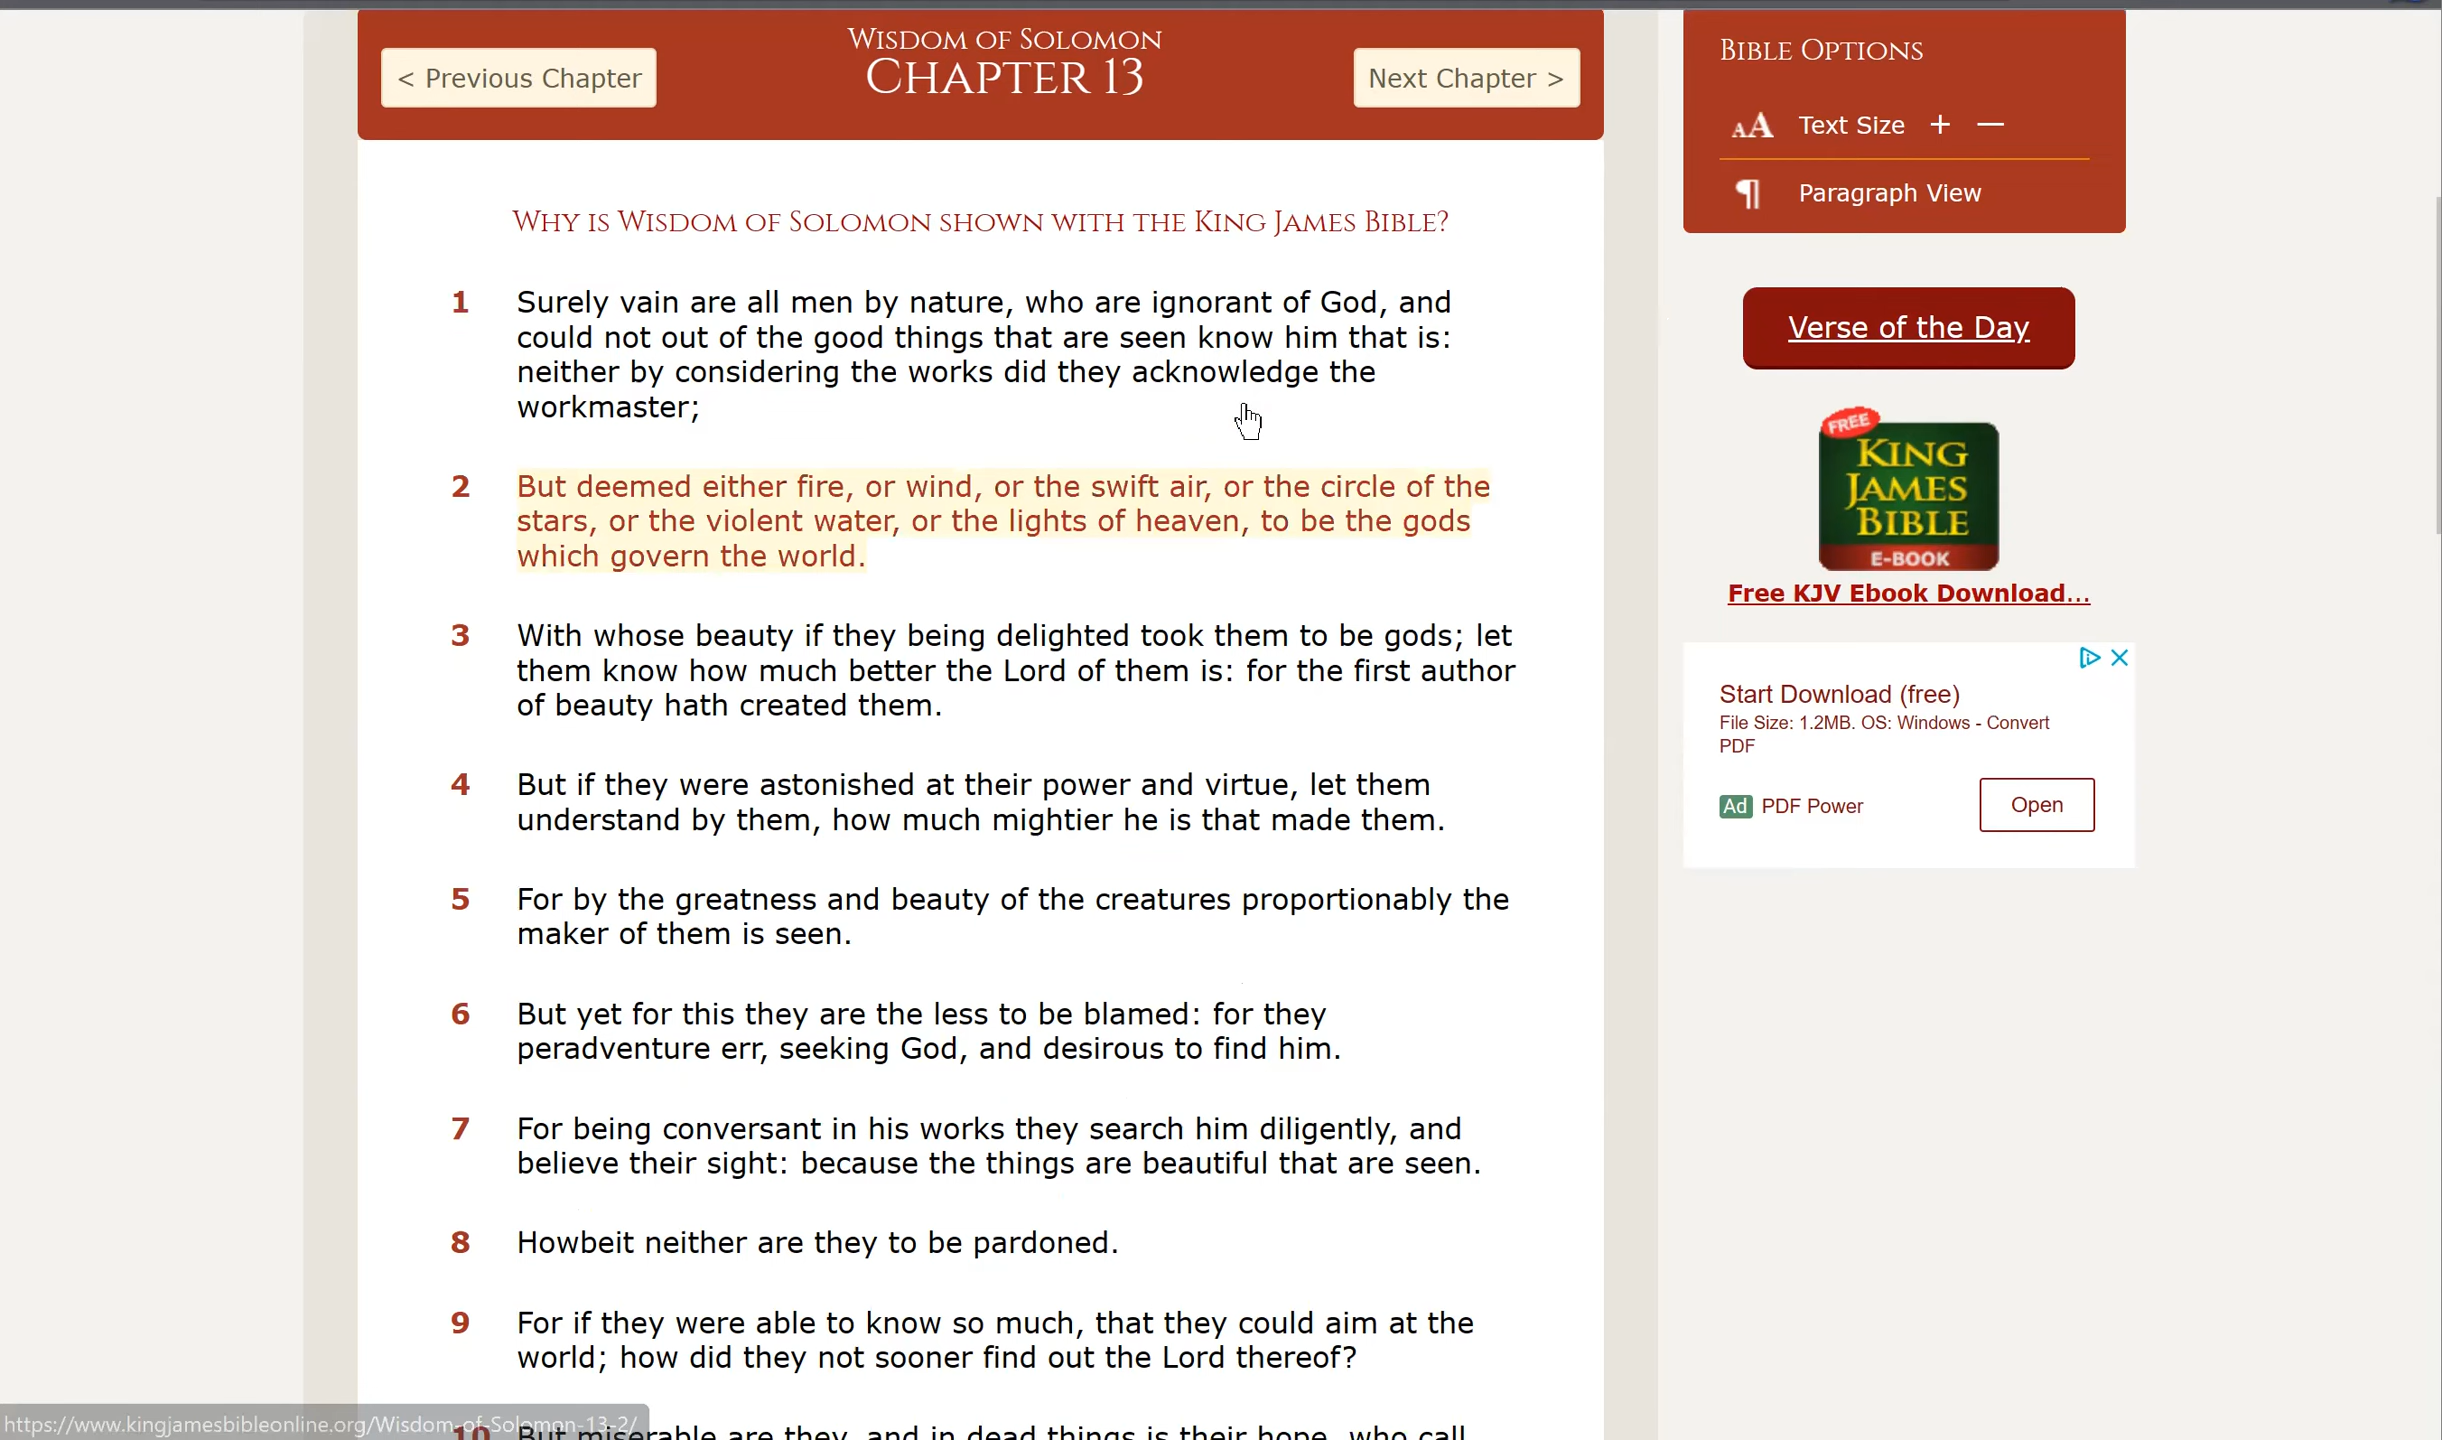 < Previous Chapter
Wisdom of Solomon
Chapter 13
Next Chapter >
Why is Wisdom of Solomon shown with the King James Bible?
1 Surely vain are all men by nature, who are ignorant of God, and
could not out of the good things that are seen know him that is:
neither by considering the works did they acknowledge the
workmaster;
2 But deemed either fire, or wind, or the swift air, or the circle of the
stars, or the violent water, or the lights of heaven, to be the gods
which govern the world.
3 With whose beauty if they being delighted took them to be gods; let
them know how much better the Lord of them is: for the first author
of beauty hath created them.
4 But if they were astonished at their power and virtue, let them
understand by them, how much mightier he is that made them.
5 For by the greatness and beauty of the creatures proportionably the
maker of them is seen.
6 But yet for this they are the less to be blamed: for they
peradventure err, seeking God, and desirous to find him.
7 For being conversant in his works they search him diligently, and
believe their sight: because the things are beautiful that are seen.
8 Howbeit neither are they to be pardoned.
9 For if they were able to know so much, that they could aim at the
world; how did they not sooner find out the Lord thereof?
10 But miserable are they, and in dead things is their hope, who call
https://www.kingjamesbibleonline.org/Wisdom-of-Solomon-13-2/
Bible Options
AA Text Size + —
¶ Paragraph View
Verse of the Day
FREE
KING
JAMES
BIBLE
E-BOOK
Free KJV Ebook Download...
Start Download (free)
File Size: 1.2MB. OS: Windows - Convert
PDF
Ad PDF Power
Open